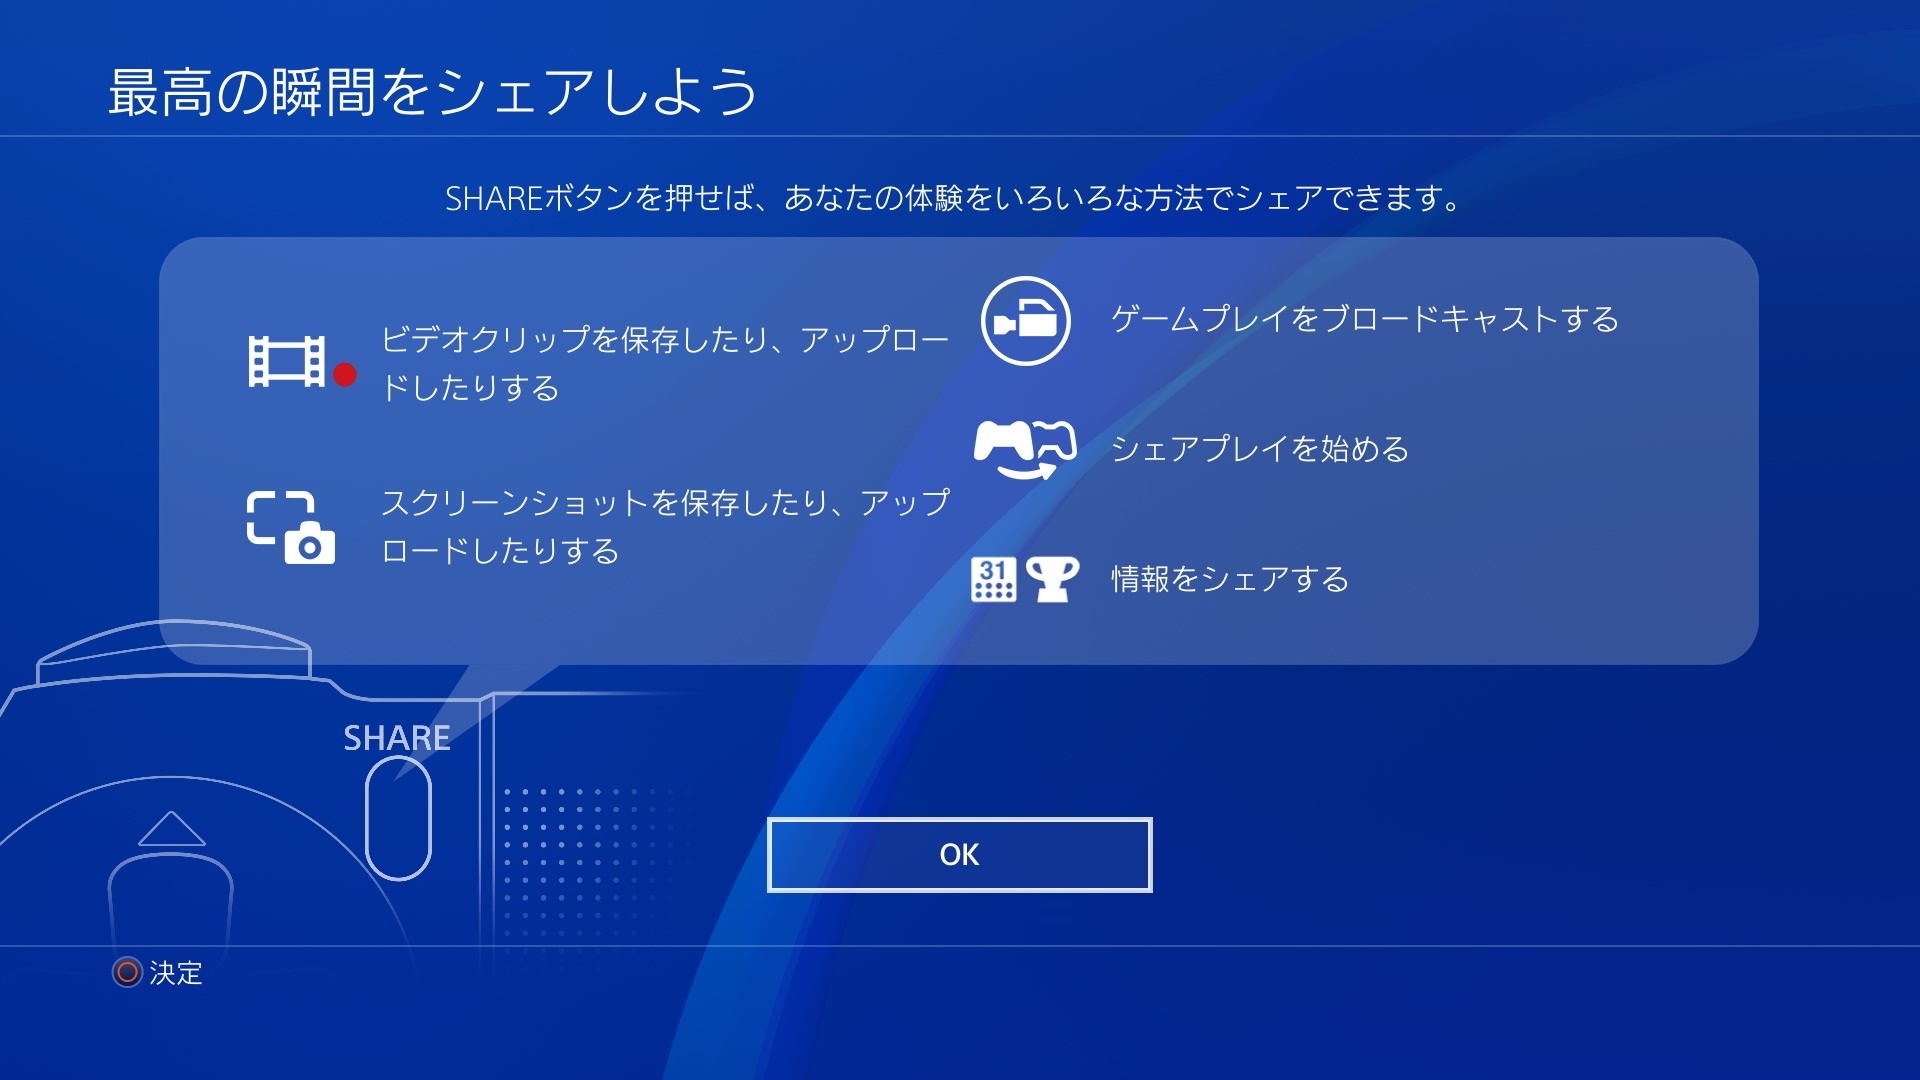 最高の瞬間をシェアしよう
SHAREボタンを押せば、あなたの体験をいろいろな方法でシェアできます。
ビデオクリップを保存したり、アップロー
ドしたりする
スクリーンショットを保存したり、アップ
ロードしたりする
ゲームプレイをブロードキャストする
シェアプレイを始める
31
情報をシェアする
SHARE
OK
決定